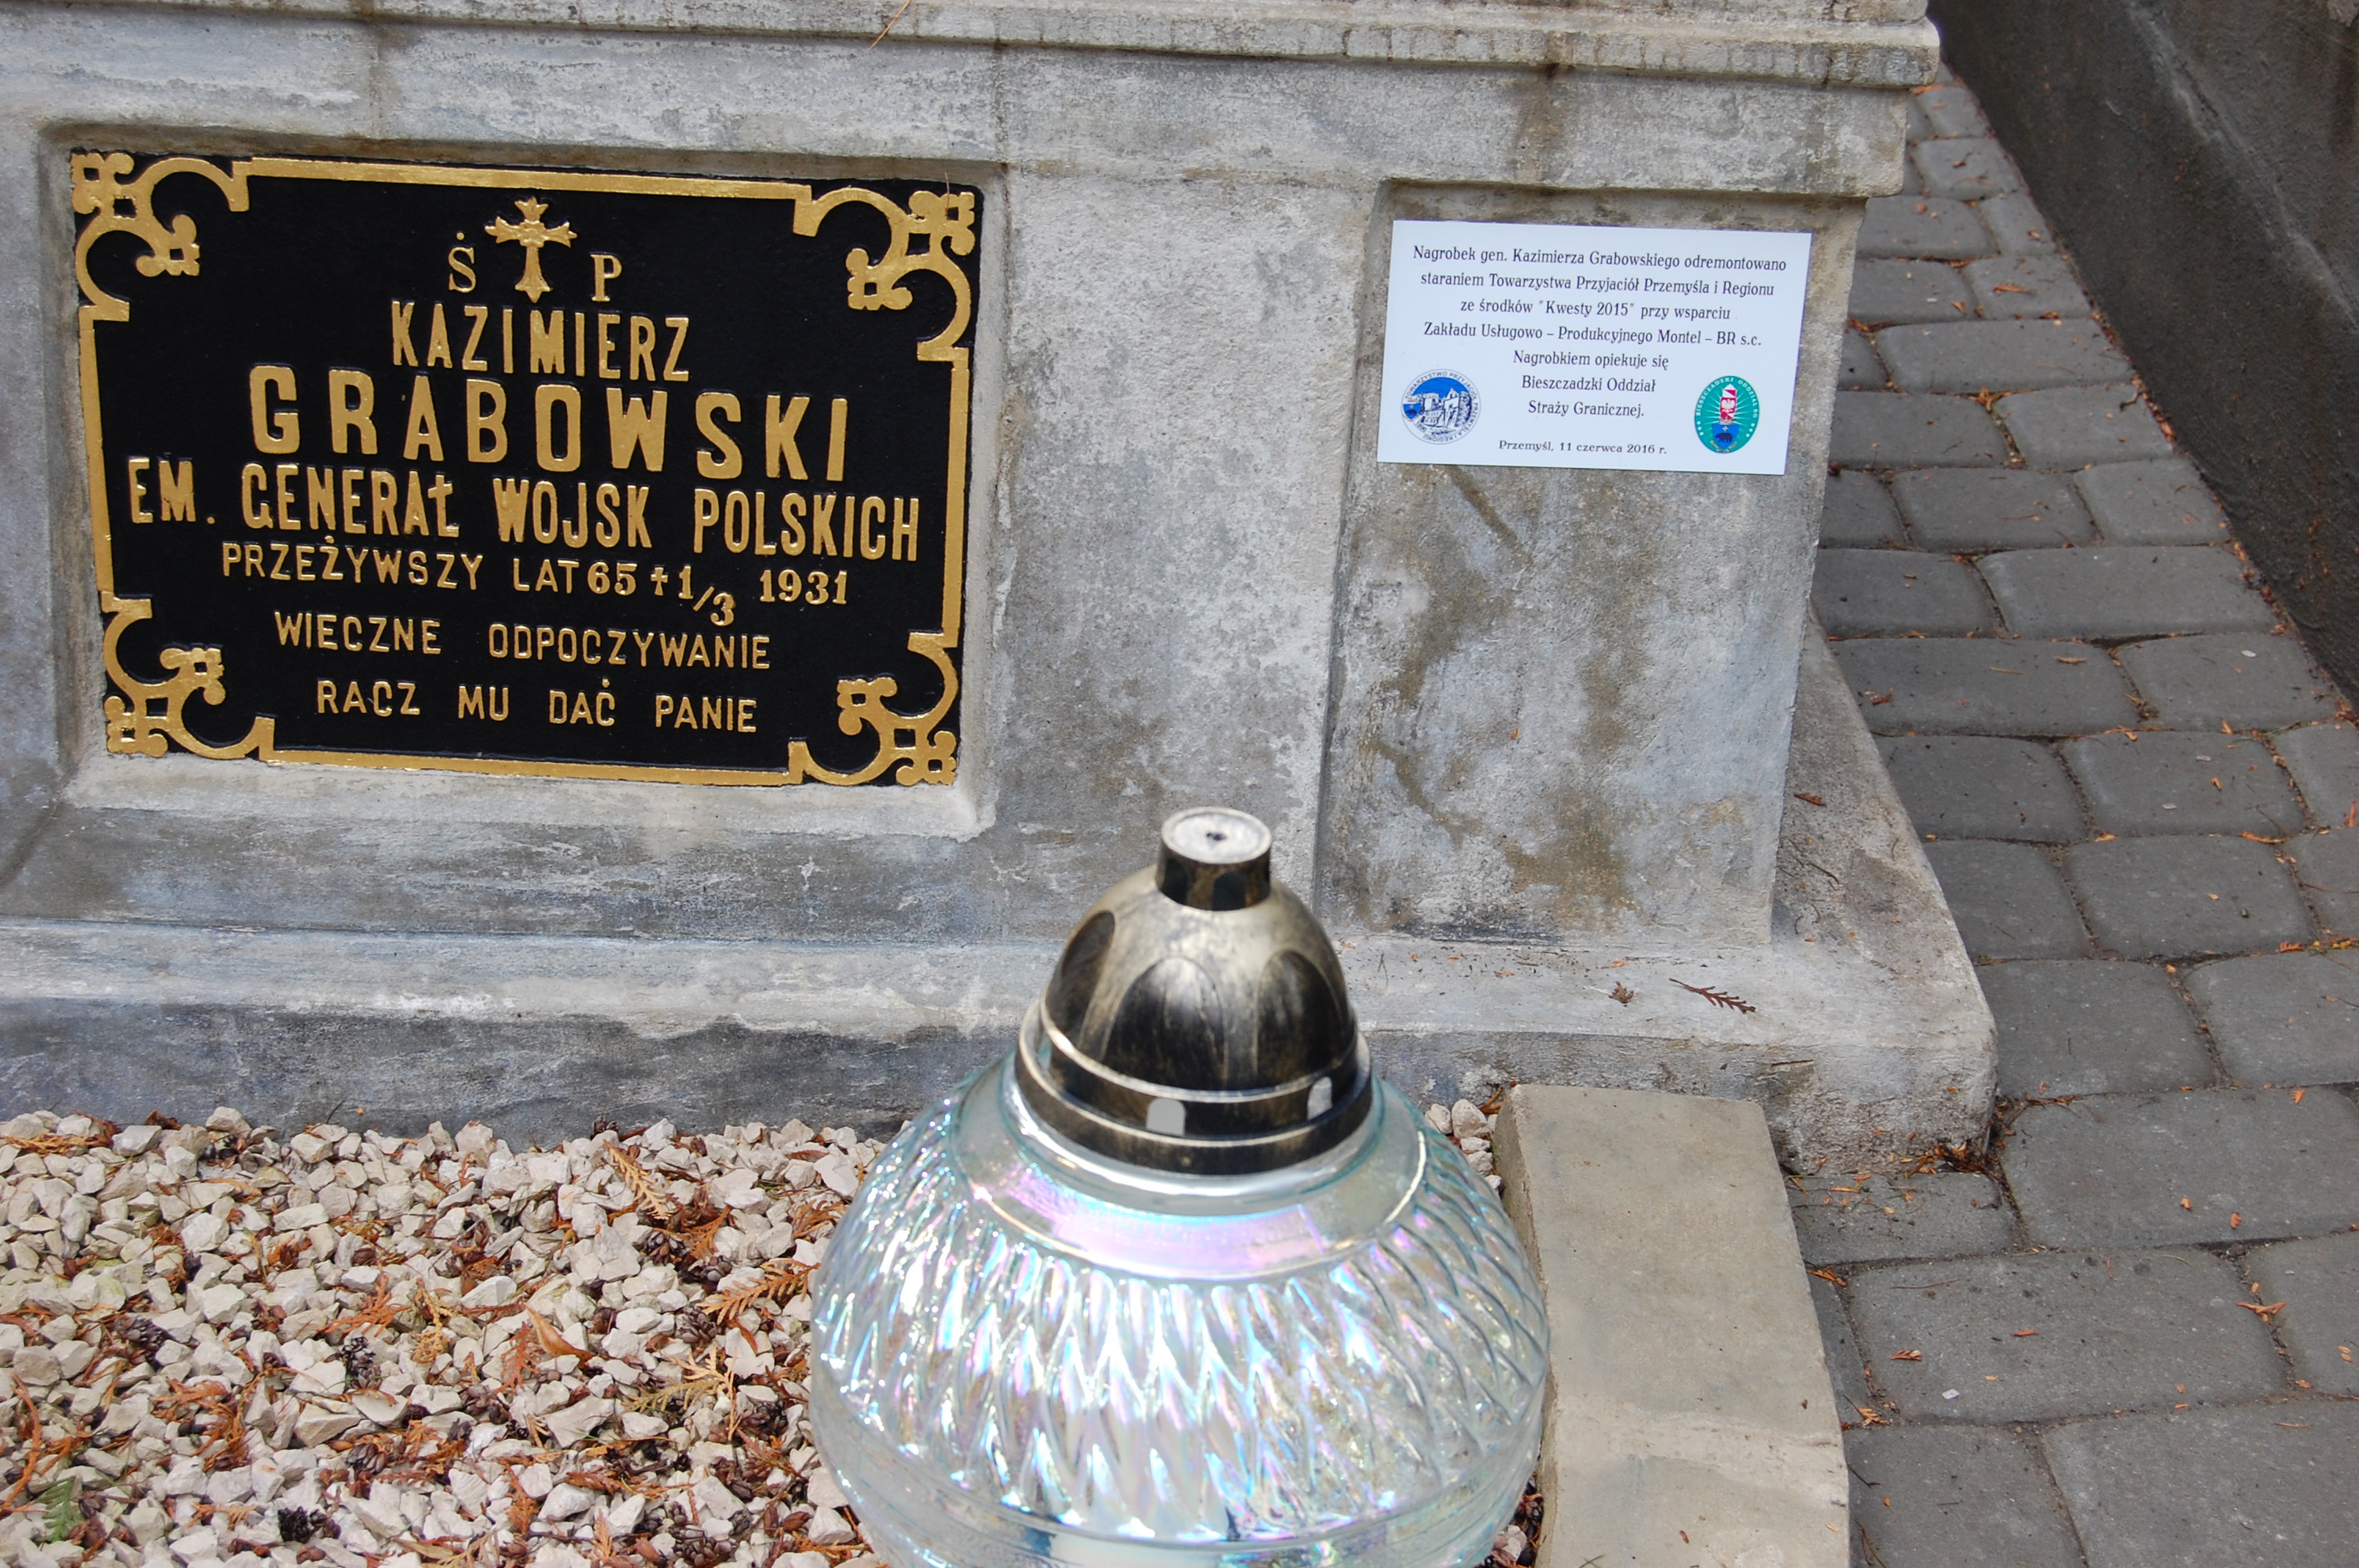 Ś P
KAZIMIERZ
GRABOWSKI
EM. GENERAŁ WOJSK POLSKICH
PRZEŻYWSZY LAT 65 + 1/3 1931
WIECZNE ODPOCZYWANIE
RACZ MU DAĆ PANIE
Nagrobek gen. Kazimierza Grabowskiego odremontowano
staraniem Towarzystwa Przyjaciół Przemyśla i Regionu
ze środków "Kwesty 2015" przy wsparciu
Zakładu Usługowo – Produkcyjnego Montel – BR s.c.
Nagrobkiem opiekuje się
Bieszczadzki Oddział
Straży Granicznej.
Przemyśl, 11 czerwca 2016 r.